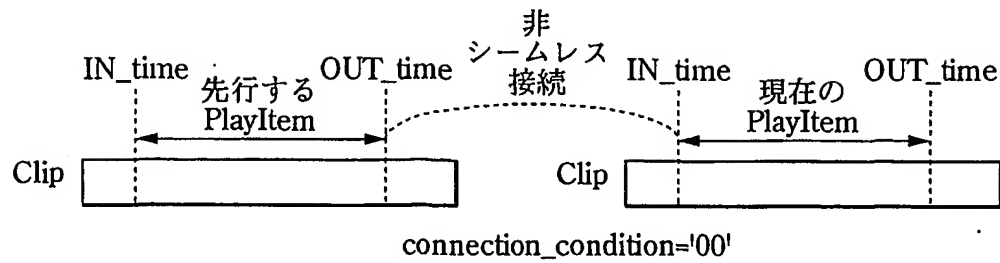 非
シームレス
接続
IN_time
OUT_time
IN_time
OUT_time
先行する
PlayItem
現在の
PlayItem
Clip
Clip
connection_condition='00'